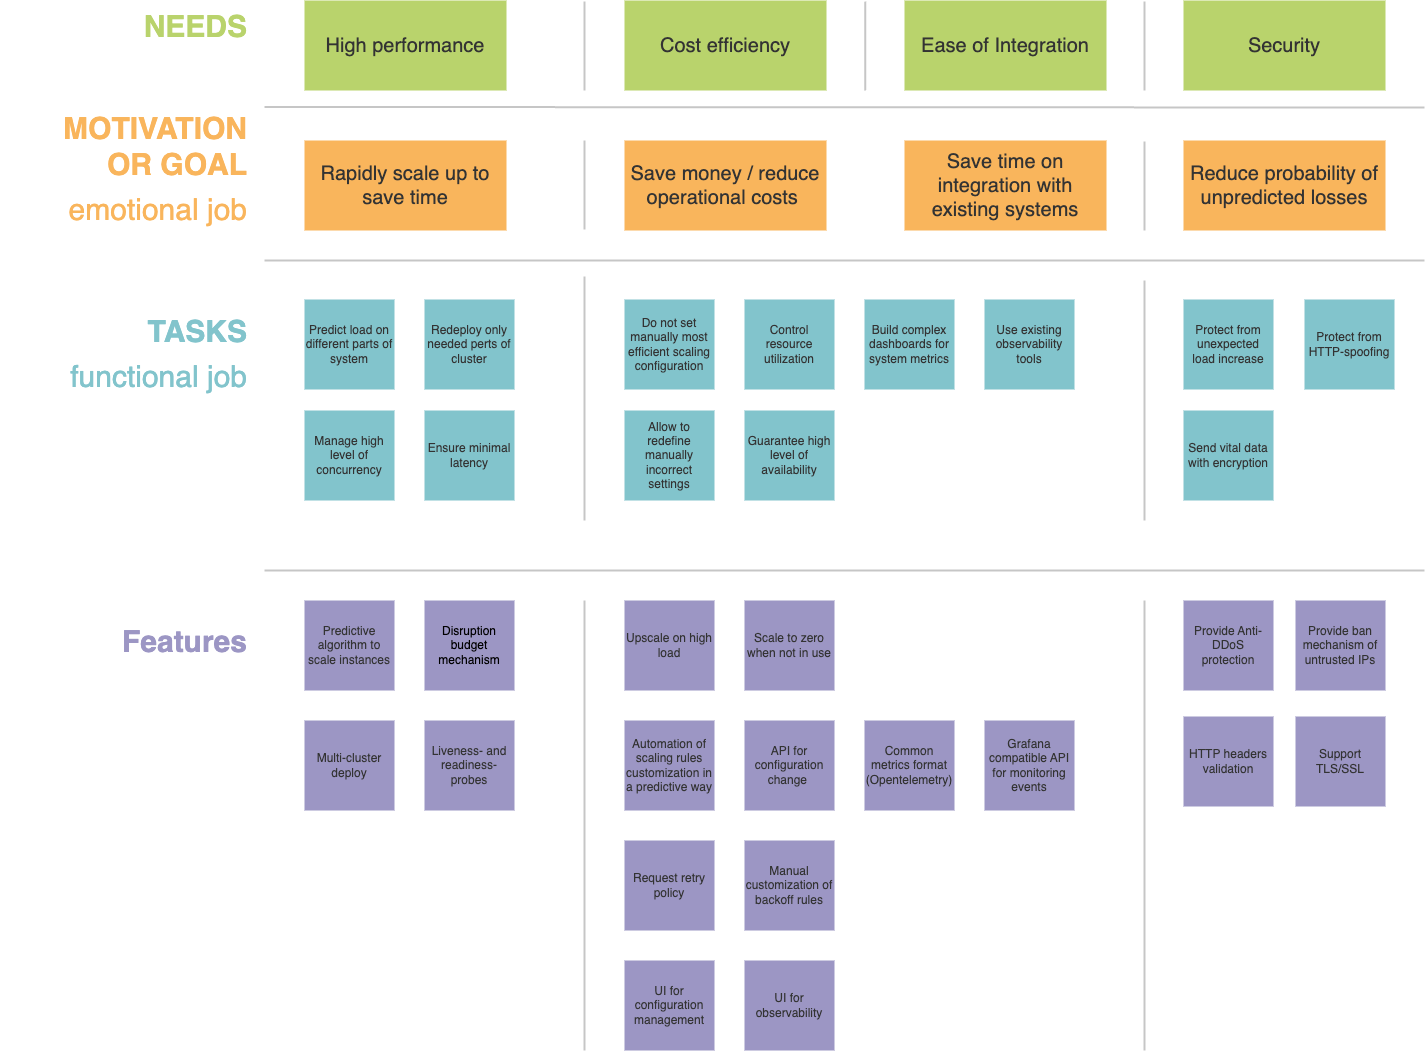 NEEDS
High performance
Cost efficiency
Ease of Integration
Security
MOTIVATION
OR GOAL
emotional job
Rapidly scale up to
save time
Save money / reduce
operational costs
Save time on
integration with
existing systems
Reduce probability of
unpredicted losses
TASKS
functional job
Predict load on
different parts of
system
Redeploy only
needed perts of
cluster
Do not set
manually most
efficient scaling
configuration
Control
resource
utilization
Build complex
dashboards for
system metrics
Use existing
observability
tools
Protect from
unexpected
load increase
Protect from
HTTP-spoofing
Manage high
level of
concurrency
Ensure minimal
latency
Allow to
redefine
manually
incorrect
settings
Guarantee high
level of
availability
Send vital data
with encryption
Features
Predictive
algorithm to
scale instances
Disruption
budget
mechanism
Upscale on high
load
Scale to zero
when not in use
Provide Anti-
DDoS
protection
Provide ban
mechanism of
untrusted IPs
Multi-cluster
deploy
Liveness- and
readiness-
probes
Automation of
scaling rules
customization in
a predictive way
API for
configuration
change
Common
metrics format
(Opentelemetry)
Grafana
compatible API
for monitoring
events
HTTP headers
validation
Support
TLS/SSL
Request retry
policy
Manual
customization of
backoff rules
UI for
configuration
management
UI for
observability